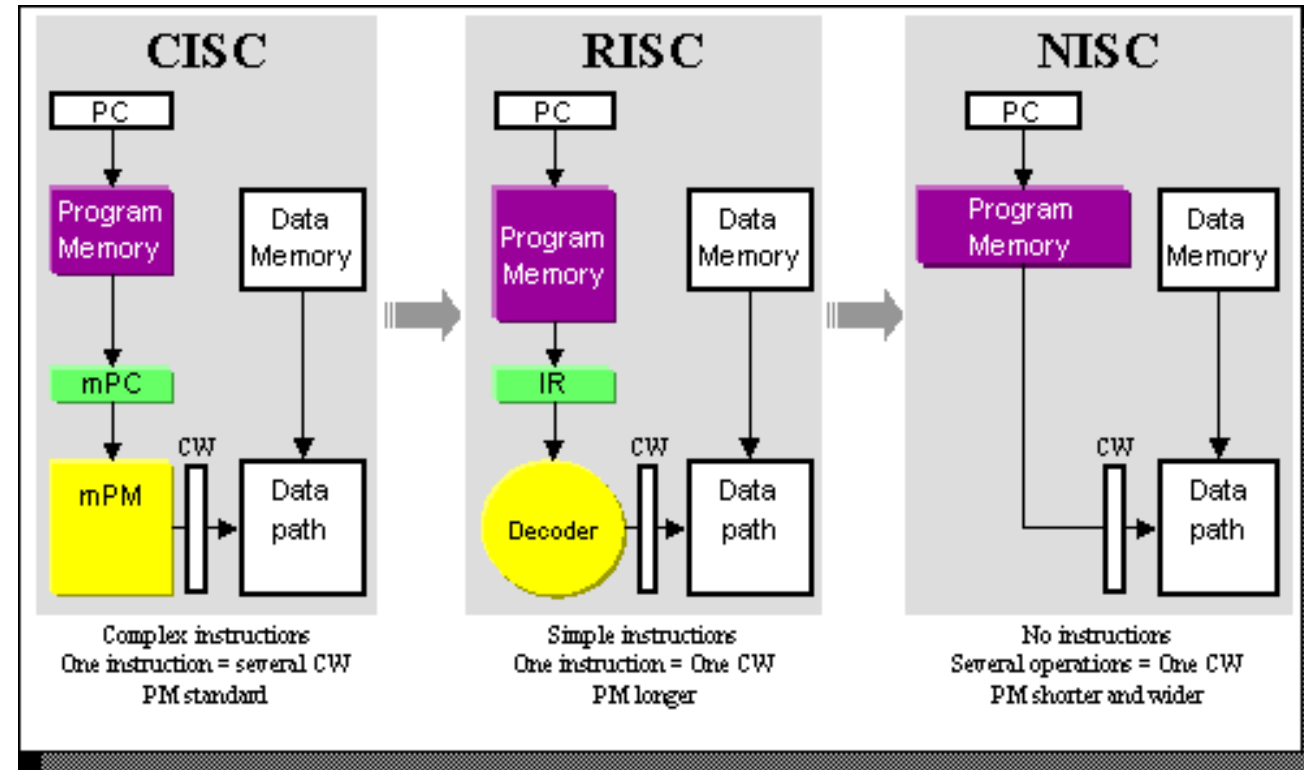 CISC
PC
Program
Memory
Data
Memory
mPC
mPM
CW
Data
path
Complex instructions
One instruction = several CW
PM standard
RISC
PC
Program
Memory
Data
Memory
IR
Decoder
CW
Data
path
Simple instructions
One instruction = One CW
PM longer
NISC
PC
Program
Memory
Data
Memory
CW
Data
path
No instructions
Several operations = One CW
PM shorter and wider